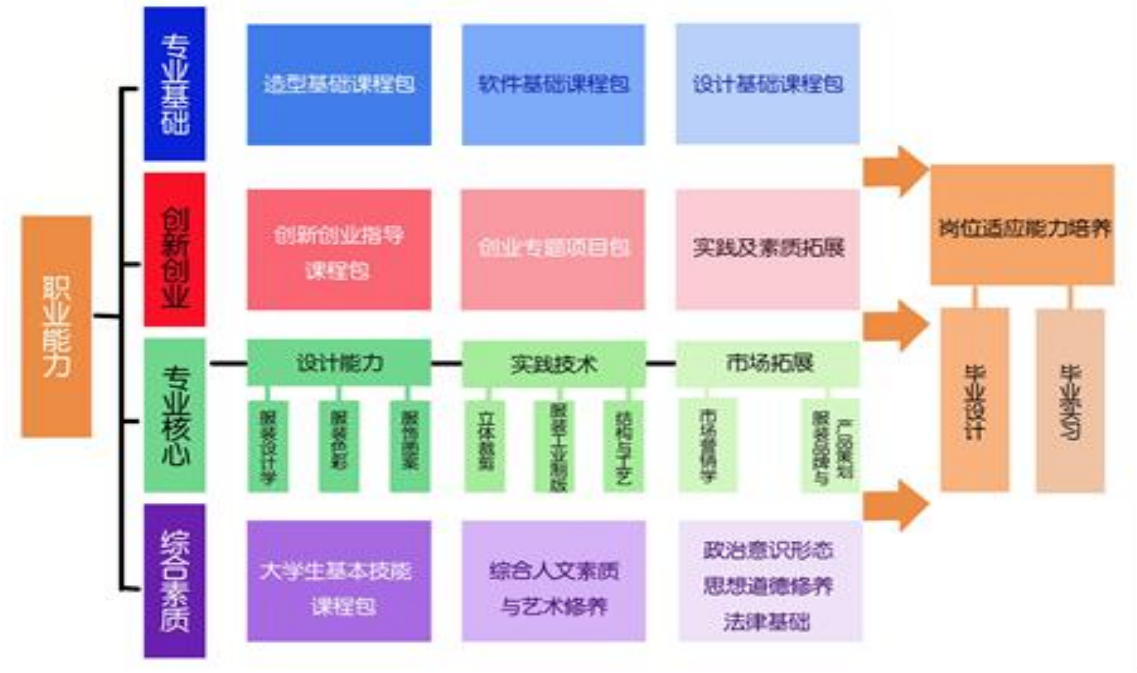 职业能力
专业基础
造型基础课程包
软件基础课程包
设计基础课程包
创新创业
创新创业指导
课程包
创业专题项目包
实践及素质拓展
专业核心
设计能力
服装设计学
服装色彩
服饰图案
实践技术
立体裁剪
服装工业制版
结构与工艺
市场拓展
市场营销学
服装品牌与
产品策划
综合素质
大学生基本技能
课程包
综合人文素质
与艺术修养
政治意识形态
思想道德修养
法律基础
岗位适应能力培养
毕业设计
毕业实习